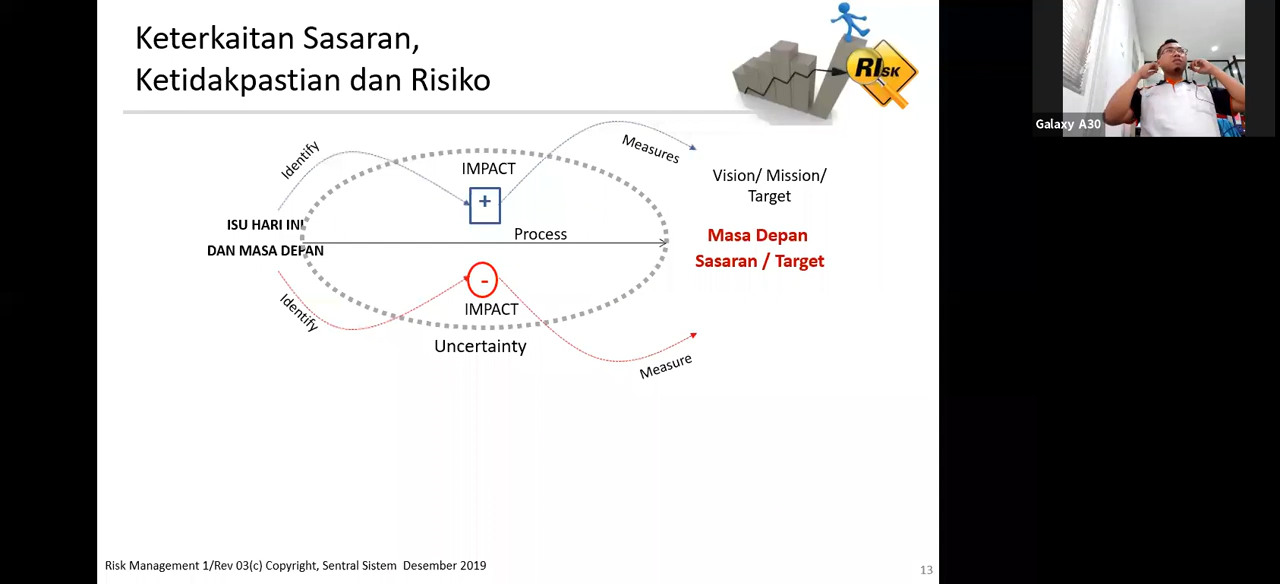 Keterkaitan Sasaran,
Ketidakpastian dan Risiko
RISK
Galaxy A30
Identify
IMPACT
+
Measures
Vision/ Mission/
Target
ISU HARI INI
DAN MASA DEPAN
Process
Masa Depan
Sasaran / Target
-
IMPACT
Identify
Uncertainty
Measure
Risk Management 1/Rev 03(c) Copyright, Sentral Sistem Desember 2019
13